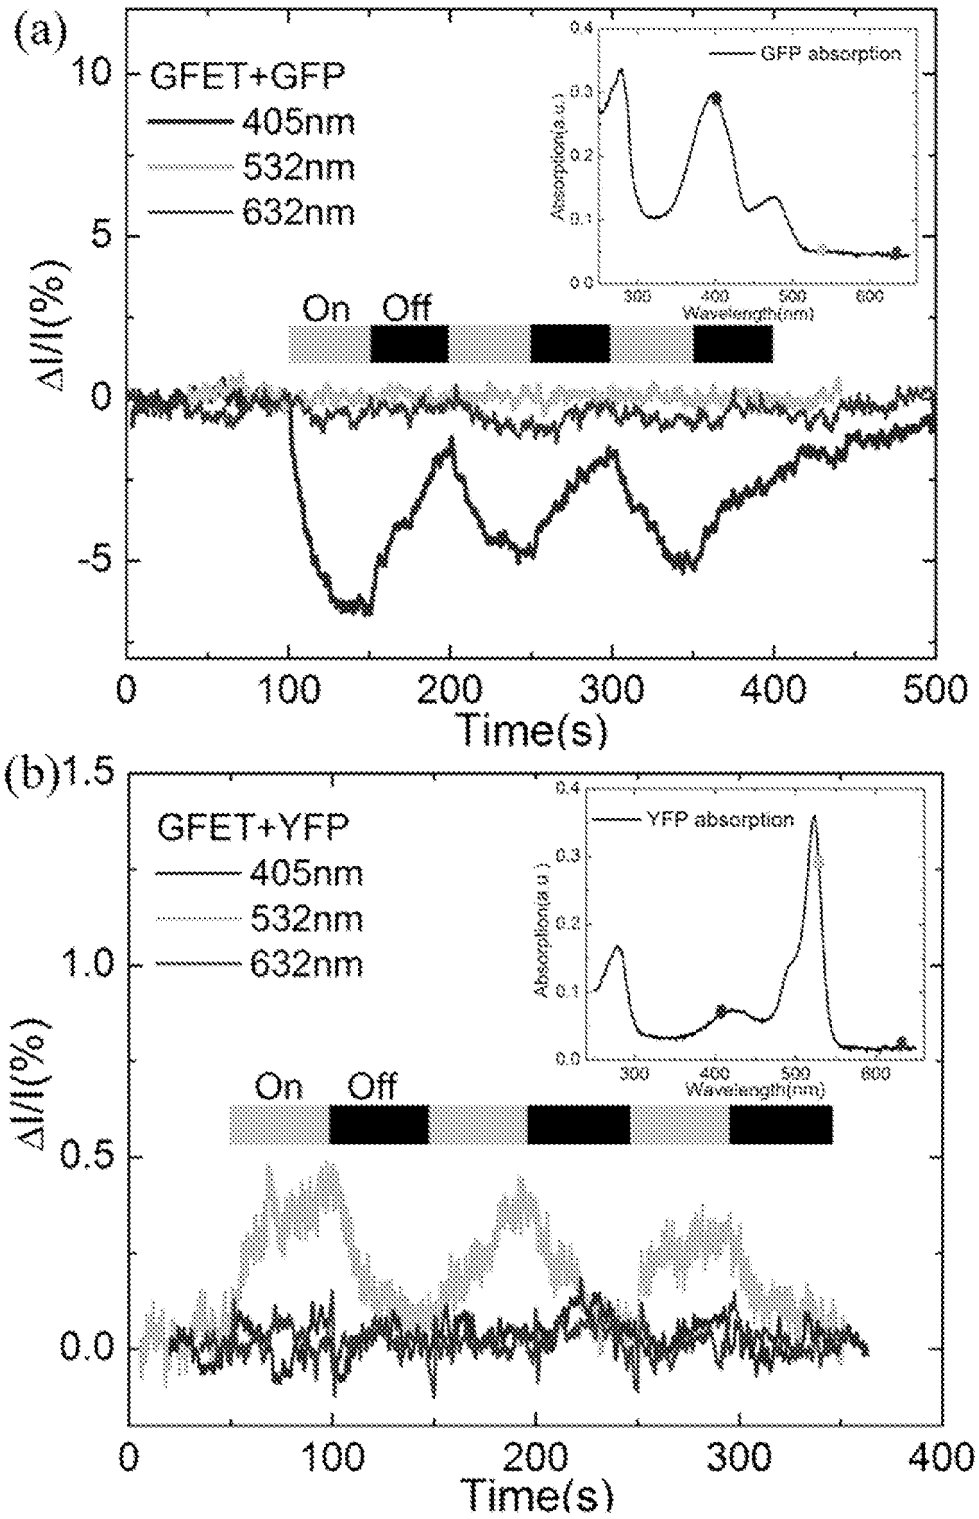 (a)
GFET+GFP
405nm
532nm
632nm
ΔI/I(%)
10
5
0
-5
On Off
0 100 200 300 400 500
Time(s)
GFP absorption
Absorption(a.u.)
0.4
0.3
0.2
0.1
0.0
300 400 500 600
Wavelength(nm)
(b)
GFET+YFP
405nm
532nm
632nm
ΔI/I(%)
1.5
1.0
0.5
0.0
On Off
0 100 200 300 400
Time(s)
YFP absorption
Absorption(a.u.)
0.4
0.3
0.2
0.1
0.0
300 400 500 600
Wavelength(nm)